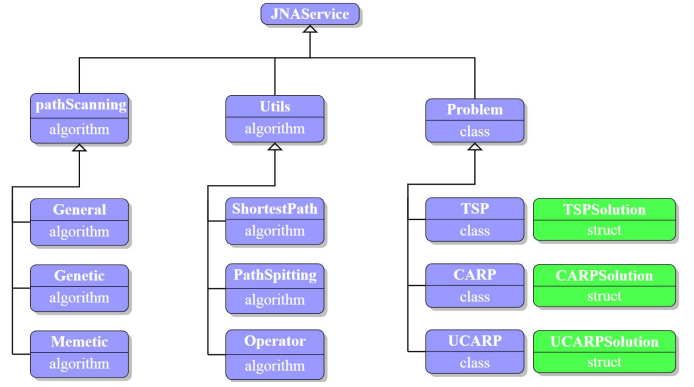 JNAService
pathScanning
algorithm
Utils
algorithm
Problem
class
General
algorithm
ShortestPath
algorithm
TSP
class
TSPSolution
struct
Genetic
algorithm
PathSpitting
algorithm
CARP
class
CARPSolution
struct
Memetic
algorithm
Operator
algorithm
UCARP
class
UCARPSolution
struct